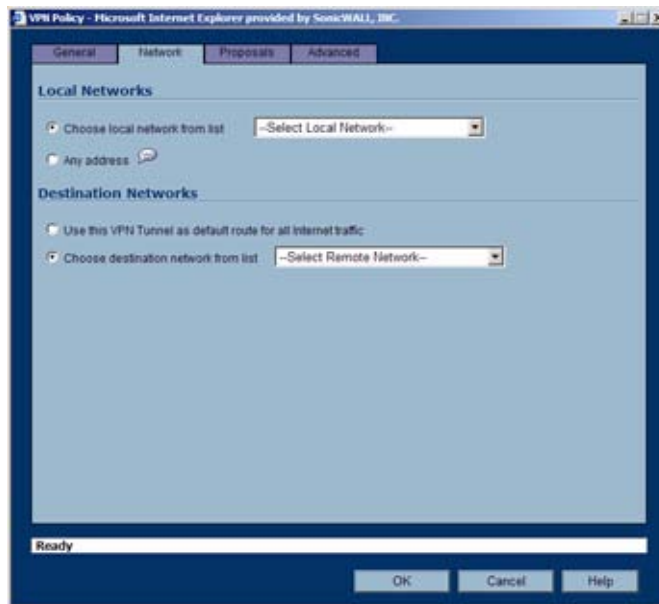 VPN Policy - Microsoft Internet Explorer provided by SonicWALL, INC.
General Network Proposals Advanced
Local Networks
Choose local network from list --Select Local Network--
Any address
Destination Networks
Use this VPN Tunnel as default route for all Internet traffic
Choose destination network from list --Select Remote Network--
Ready
OK Cancel Help